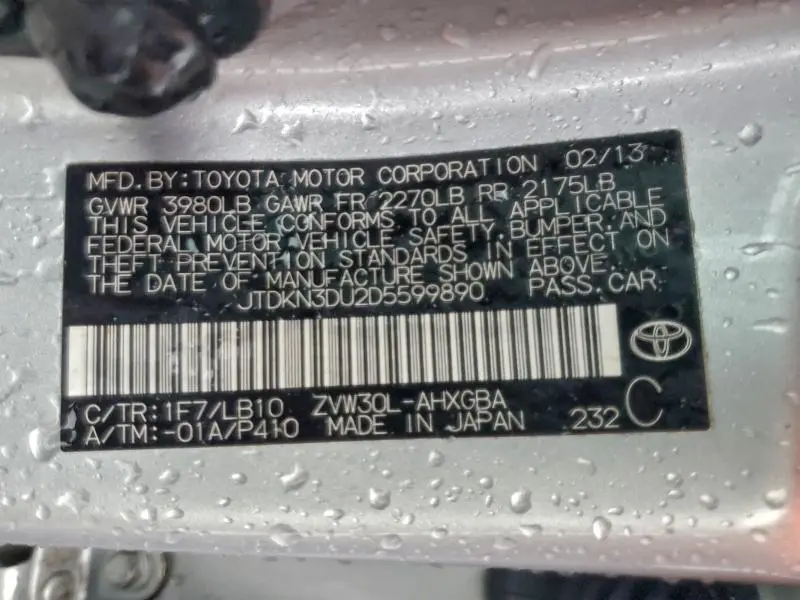 MFD.BY:TOYOTA MOTOR CORPORATION 02/13
GVWR 3980LB GAWR FR 2270LB RR 2175LB
THIS VEHICLE CONFORMS TO ALL APPLICABLE
FEDERAL MOTOR VEHICLE SAFETY,BUMPER,AND
THEFT PREVENTION STANDARDS IN EFFECT ON
THE DATE OF MANUFACTURE SHOWN ABOVE.
JTDKN3DU2D5599890 PASS.CAR
C/TR:1F7/LB10 ZVW30L-AHXGBA
A/TM:-01A/P410 MADE IN JAPAN 232 C